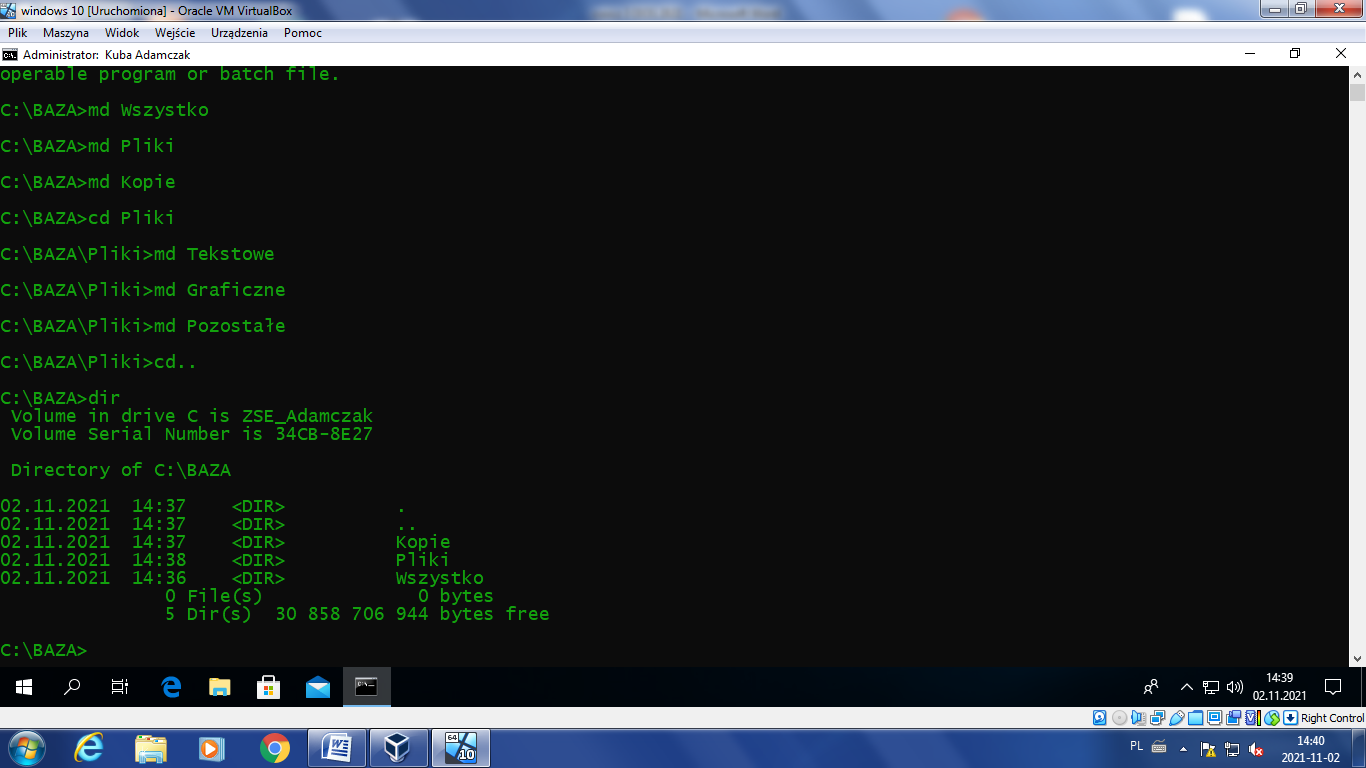 windows 10 [Uruchomiona] - Oracle VM VirtualBox
Plik Maszyna Widok Wejście Urządzenia Pomoc
Administrator: Kuba Adamczak
operable program or batch file.
C:\BAZA>md Wszystko
C:\BAZA>md Pliki
C:\BAZA>md Kopie
C:\BAZA>cd Pliki
C:\BAZA\Pliki>md Tekstowe
C:\BAZA\Pliki>md Graficzne
C:\BAZA\Pliki>md Pozostałe
C:\BAZA\Pliki>cd..
C:\BAZA>dir
Volume in drive C is ZSE_Adamczak
Volume Serial Number is 34CB-8E27
Directory of C:\BAZA
02.11.2021 14:37 <DIR> .
02.11.2021 14:37 <DIR> ..
02.11.2021 14:37 <DIR> Kopie
02.11.2021 14:38 <DIR> Pliki
02.11.2021 14:36 <DIR> Wszystko
0 File(s) 0 bytes
5 Dir(s) 30 858 706 944 bytes free
C:\BAZA>
14:39
02.11.2021
Right Control
64
10
PL
14:40
2021-11-02